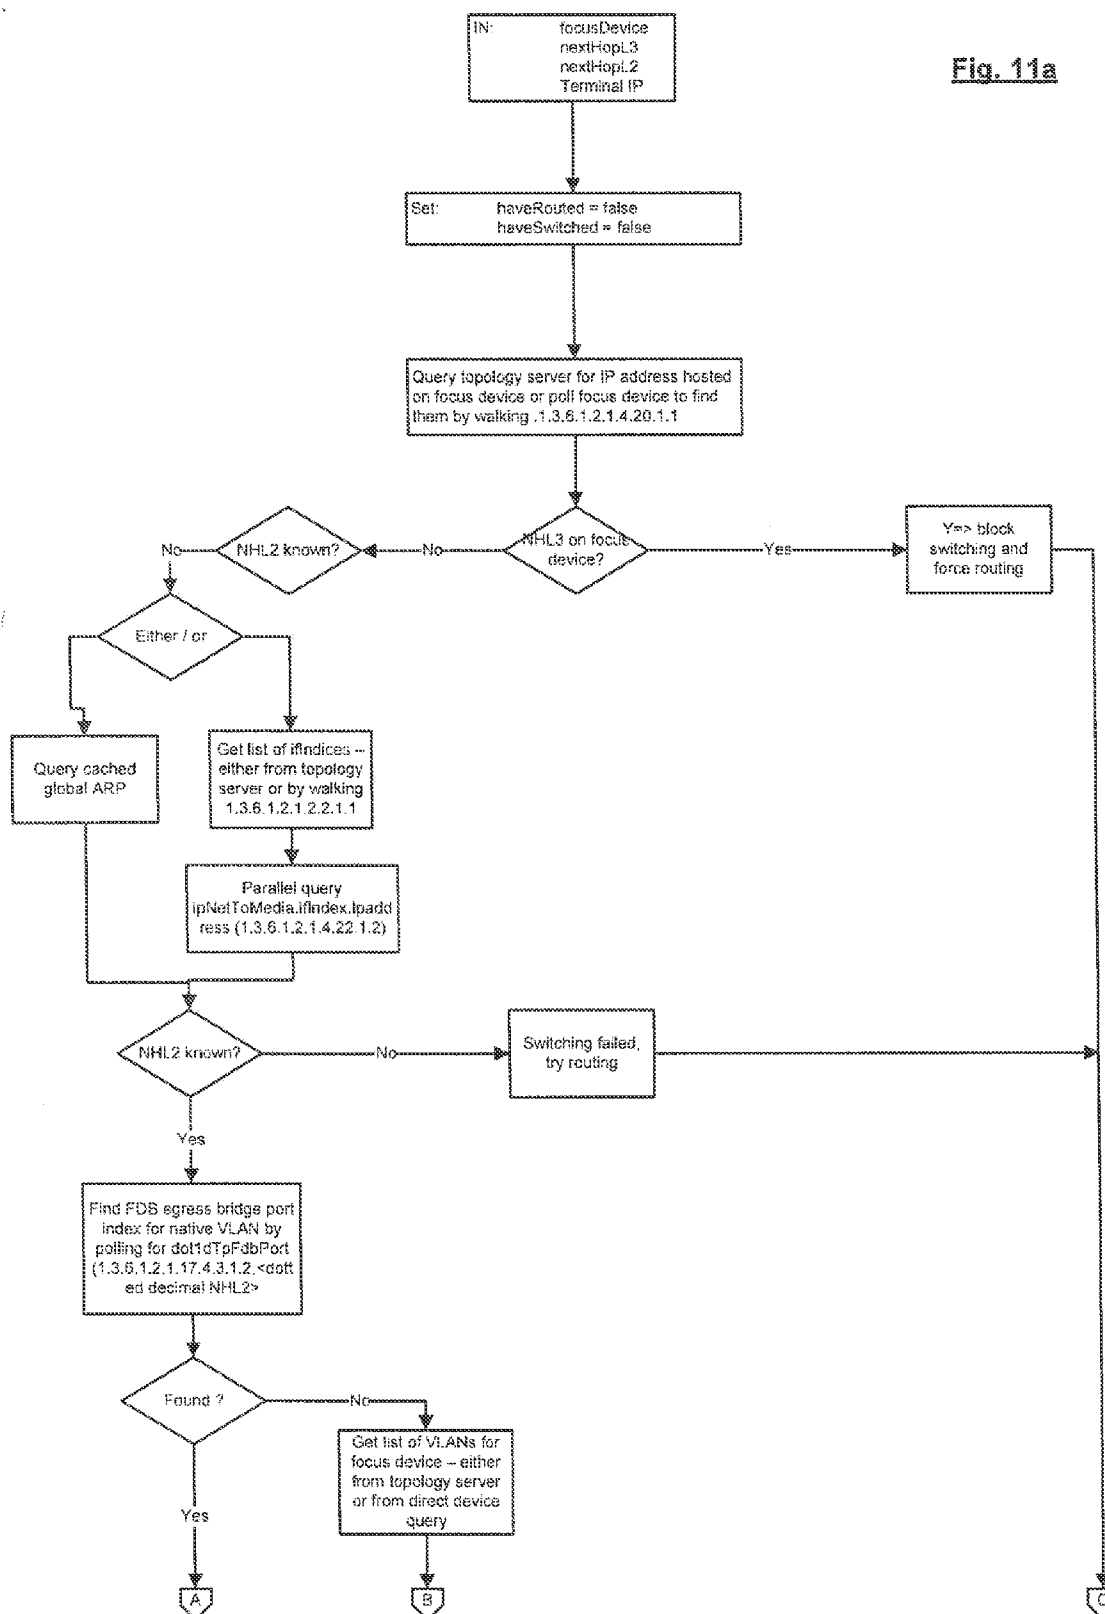 Fig. 11a
IN: focusDevice
nextHopL3
nextHopL2
Terminal IP
Set: haveRouted = false
haveSwitched = false
Query topology server for IP address hosted
on focus device or poll focus device to find
them by walking .1.3.6.1.2.1.4.20.1.1
NHL3 on focus
device?
No
Yes
Y=> block
switching and
force routing
NHL2 known?
No
Either / or
Query cached
global ARP
Get list of ifIndices –
either from topology
server or by walking
1.3.6.1.2.1.2.2.1.1
Parallel query
ipNetToMedia.ifIndex.Ipadd
ress (1.3.6.1.2.1.4.22.1.2)
NHL2 known?
No
Switching failed,
try routing
Yes
Find FDB egress bridge port
index for native VLAN by
polling for dot1dTpFdbPort
(1.3.6.1.2.1.17.4.3.1.2.<dott
ed decimal NHL2>
Found ?
No
Get list of VLANs for
focus device – either
from topology server
or from direct device
query
Yes
A
B
C